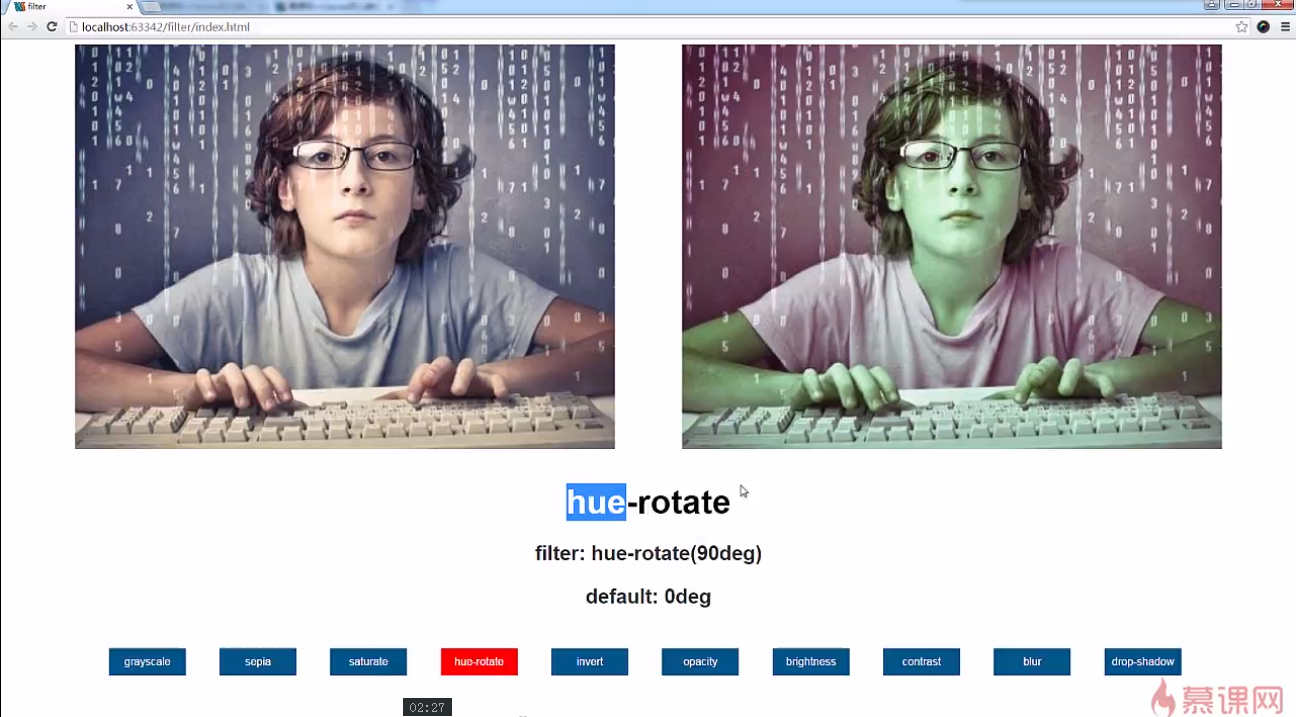 filter
localhost:63342/filter/index.html
hue-rotate
filter: hue-rotate(90deg)
default: 0deg
grayscale sepia saturate hue-rotate invert opacity brightness contrast blur drop-shadow
02:27
慕课网